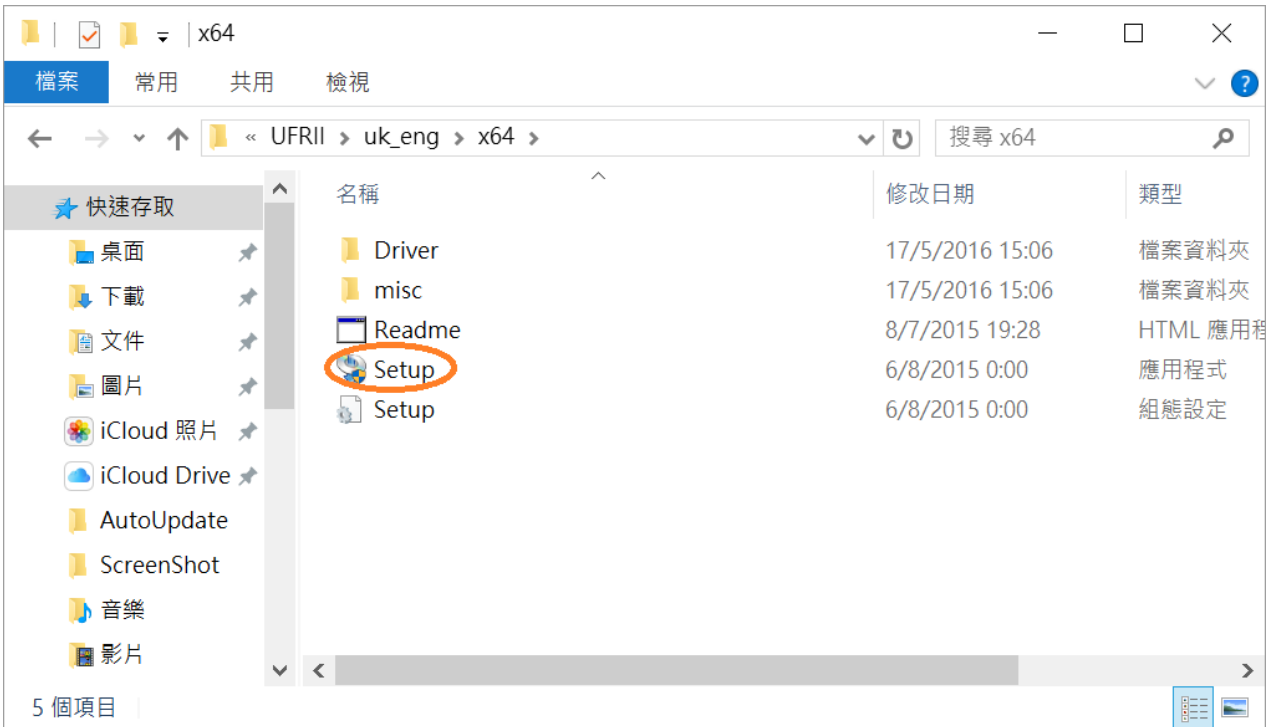 x64
檔案 常用 共用 檢視
« UFRII > uk_eng > x64 > 搜尋 x64
名稱 修改日期 類型
快速存取
桌面
下載
文件
圖片
iCloud 照片
iCloud Drive
AutoUpdate
ScreenShot
音樂
影片
Driver 17/5/2016 15:06 檔案資料夾
misc 17/5/2016 15:06 檔案資料夾
Readme 8/7/2015 19:28 HTML 應用程
Setup 6/8/2015 0:00 應用程式
Setup 6/8/2015 0:00 組態設定
5 個項目